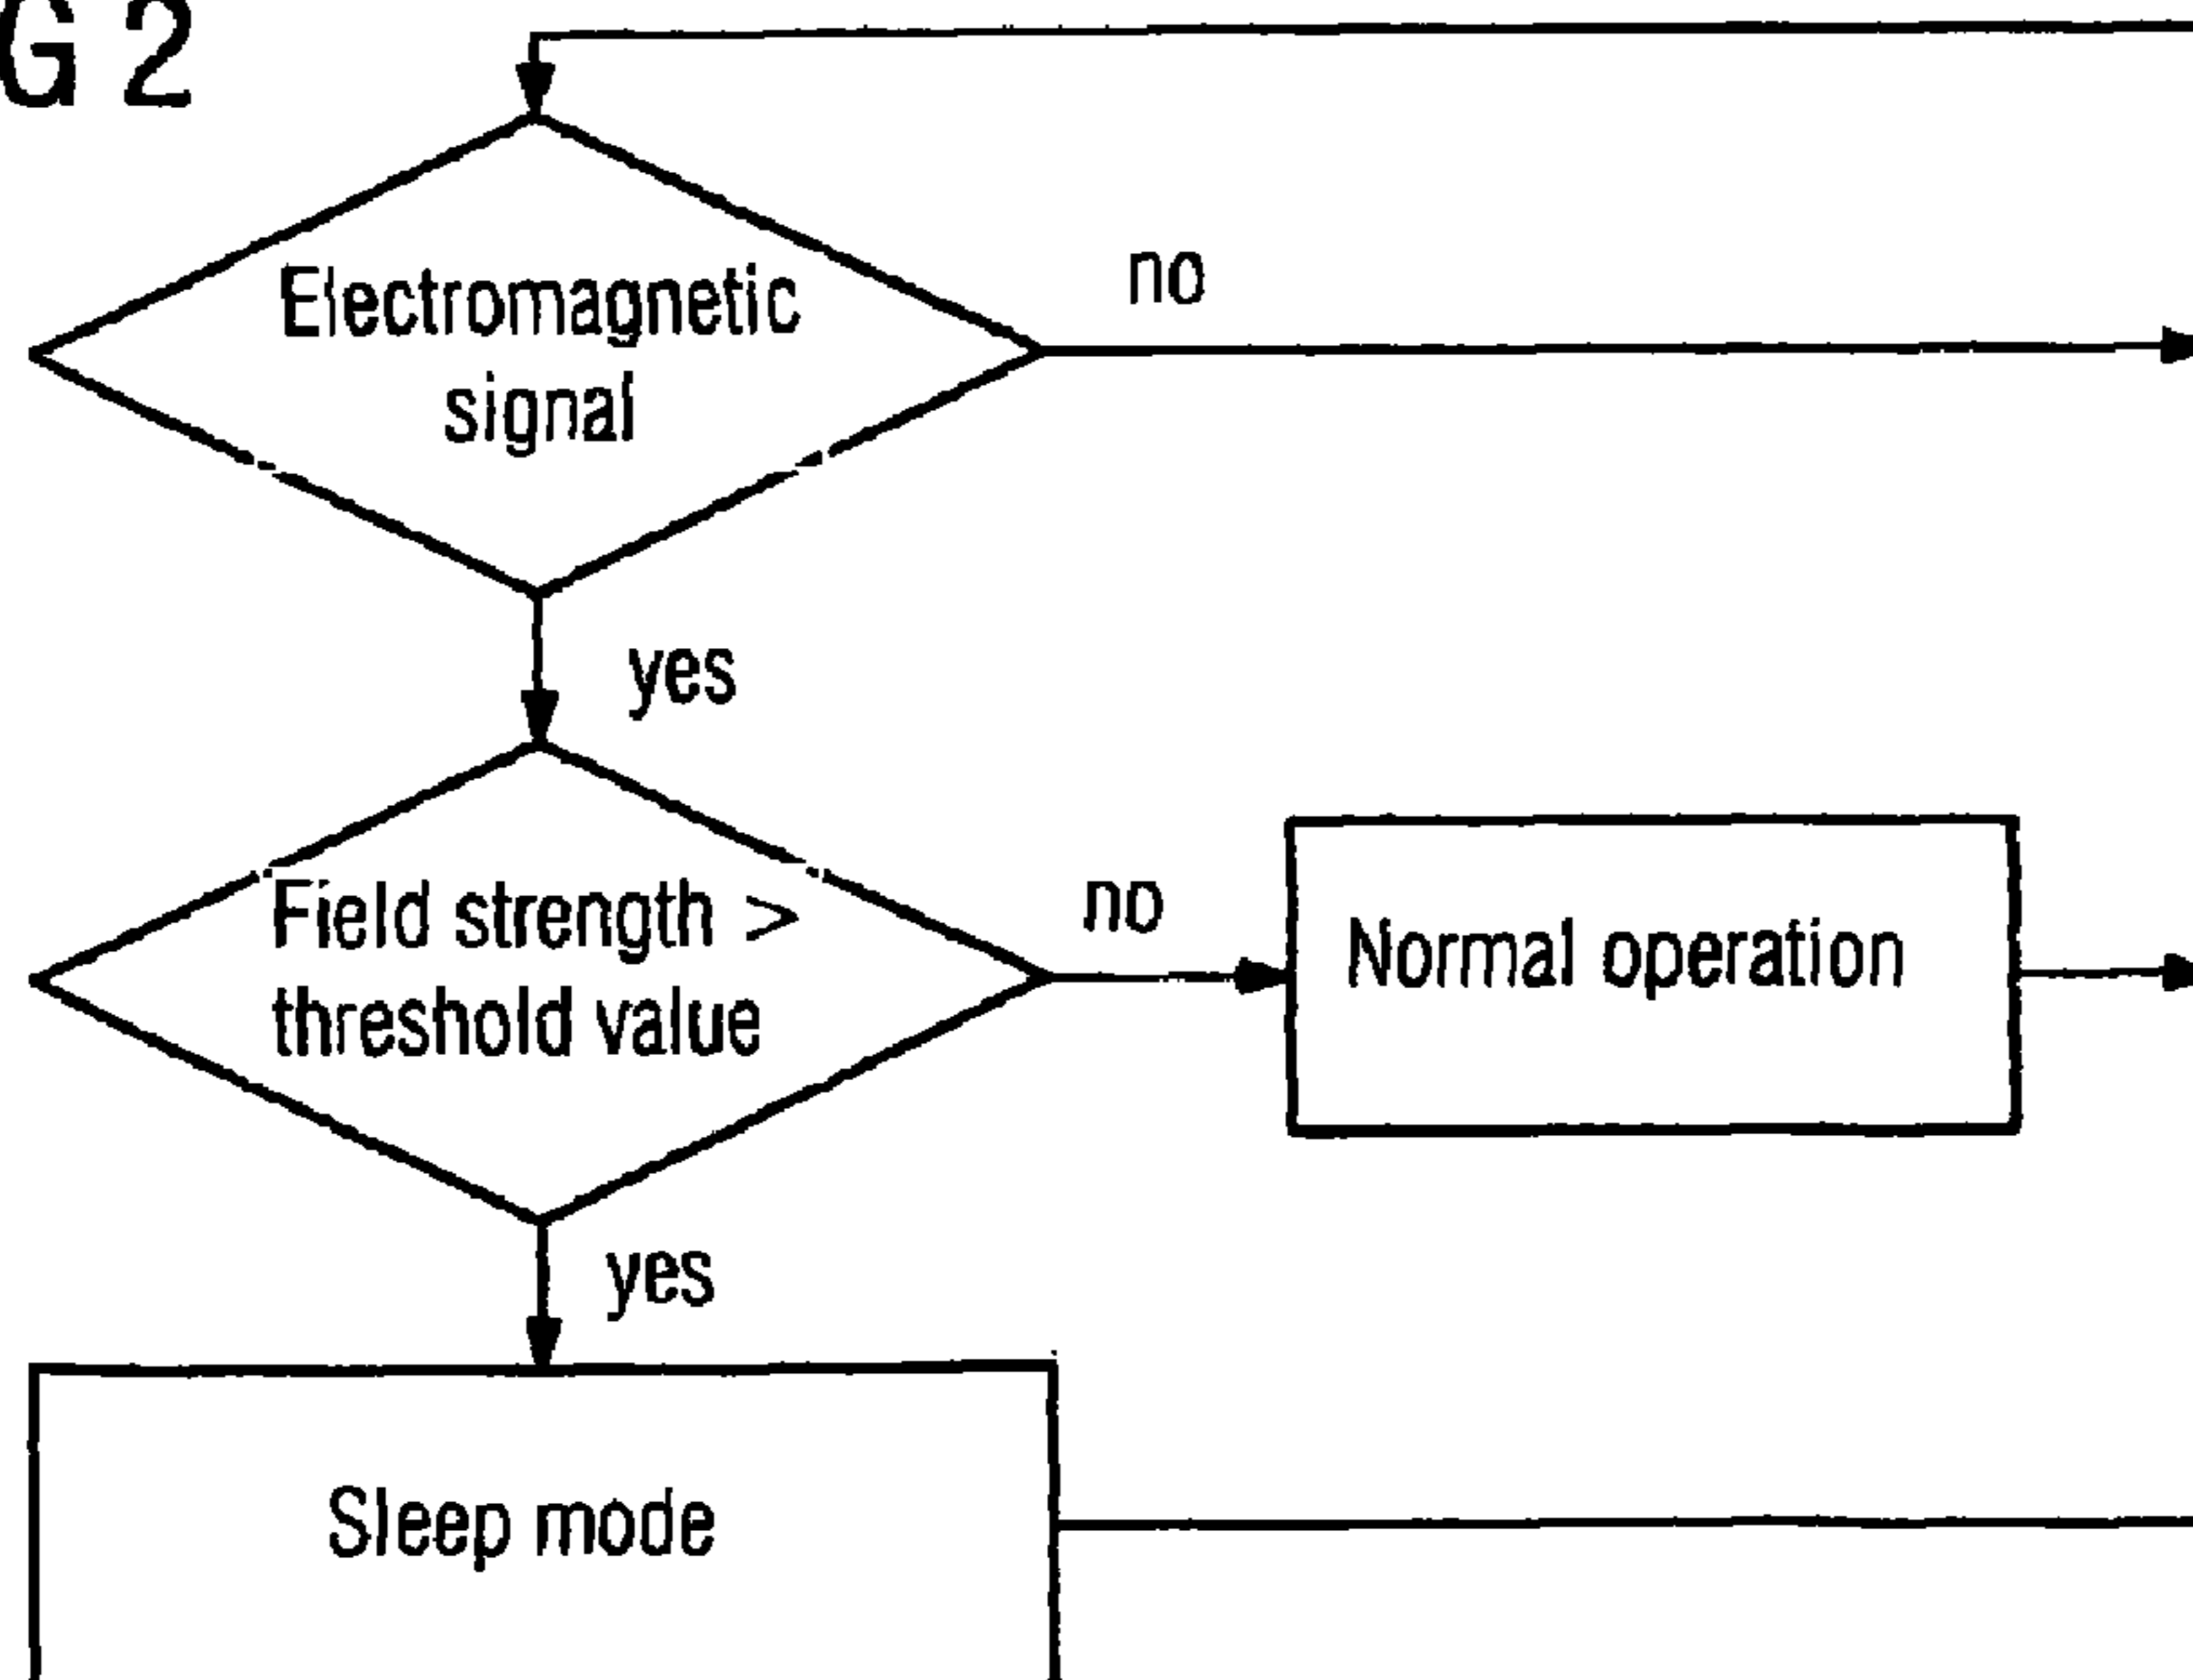 G 2
Electromagnetic
signal
no
yes
Field strength >
threshold value
no
Normal operation
yes
Sleep mode